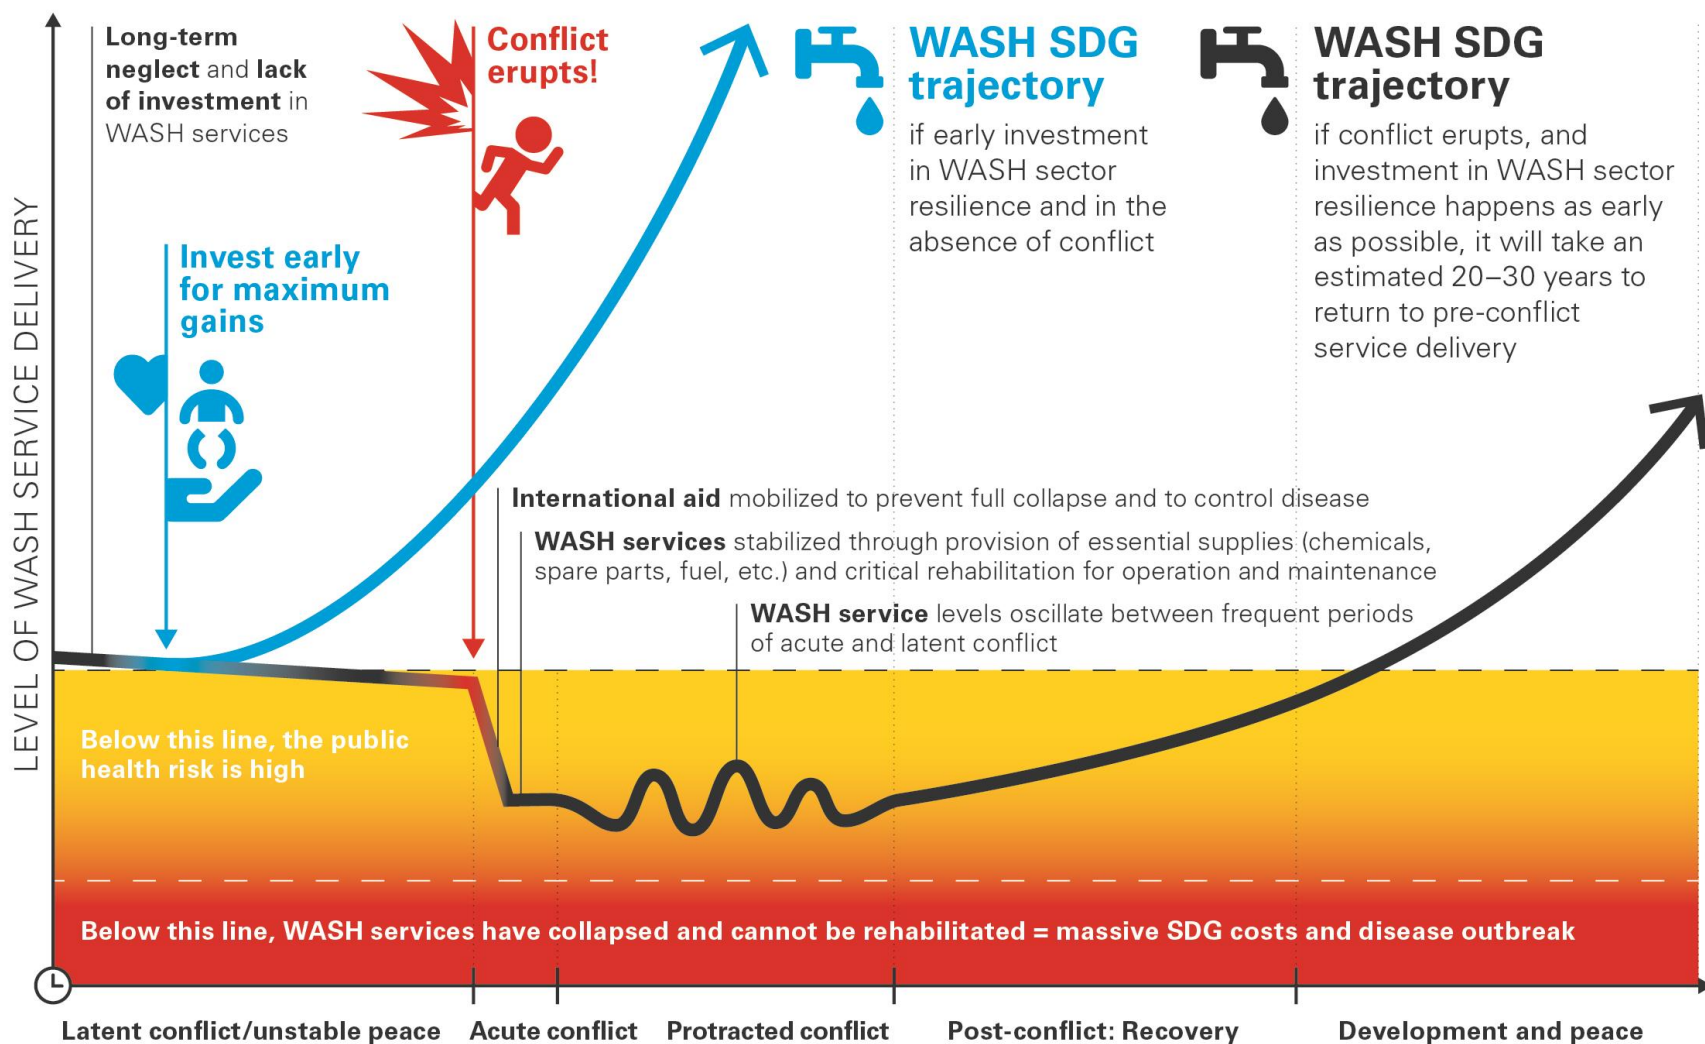 LEVEL OF WASH SERVICE DELIVERY
Long-term
neglect and lack
of investment in
WASH services
Invest early
for maximum
gains
Conflict
erupts!
WASH SDG
trajectory
if early investment
in WASH sector
resilience and in the
absence of conflict
WASH SDG
trajectory
if conflict erupts, and
investment in WASH sector
resilience happens as early
as possible, it will take an
estimated 20–30 years to
return to pre-conflict
service delivery
International aid mobilized to prevent full collapse and to control disease
WASH services stabilized through provision of essential supplies (chemicals,
spare parts, fuel, etc.) and critical rehabilitation for operation and maintenance
WASH service levels oscillate between frequent periods
of acute and latent conflict
Below this line, the public
health risk is high
Below this line, WASH services have collapsed and cannot be rehabilitated = massive SDG costs and disease outbreak
Latent conflict/unstable peace
Acute conflict
Protracted conflict
Post-conflict: Recovery
Development and peace